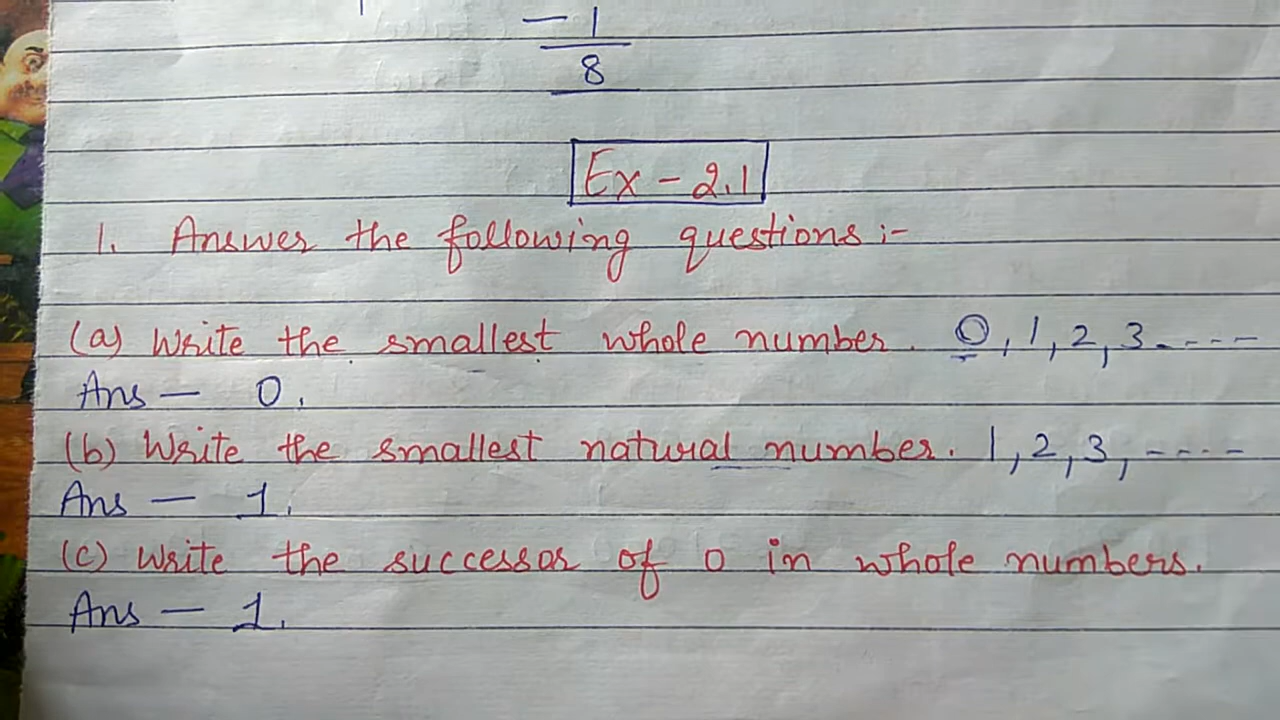 - 1
8
Ex - 2.1
1. Answer the following questions :-
(a) Write the smallest whole number. 0, 1, 2, 3 - - - -
Ans - 0.
(b) Write the smallest natural number. 1, 2, 3, - - - -
Ans - 1.
(c) Write the successor of 0 in whole numbers.
Ans - 1.